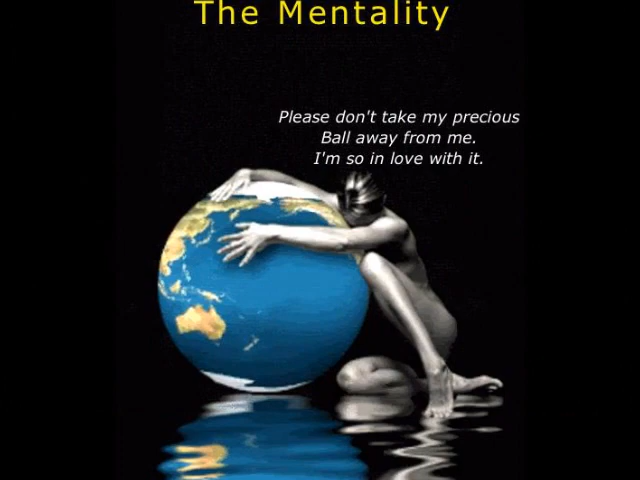 The Mentality
Please don't take my precious
Ball away from me.
I'm so in love with it.